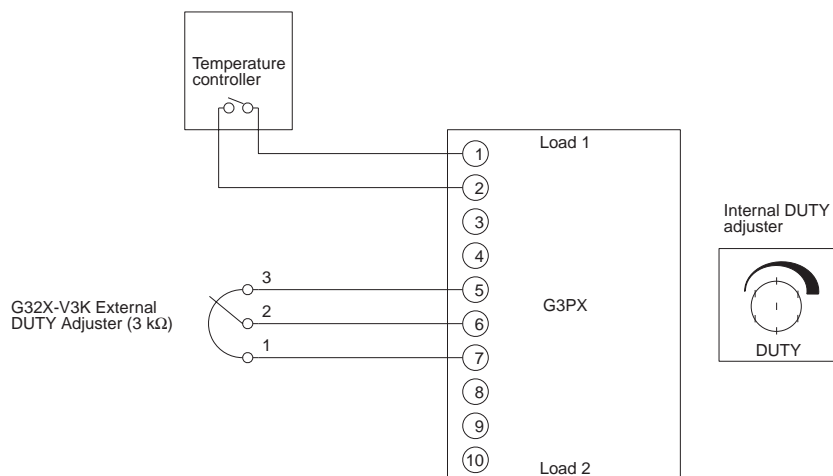 Temperature
controller
Load 1
1
2
3
4
5
6
7
8
9
10
G3PX
Load 2
3
2
1
G32X-V3K External
DUTY Adjuster (3 kΩ)
Internal DUTY
adjuster
DUTY